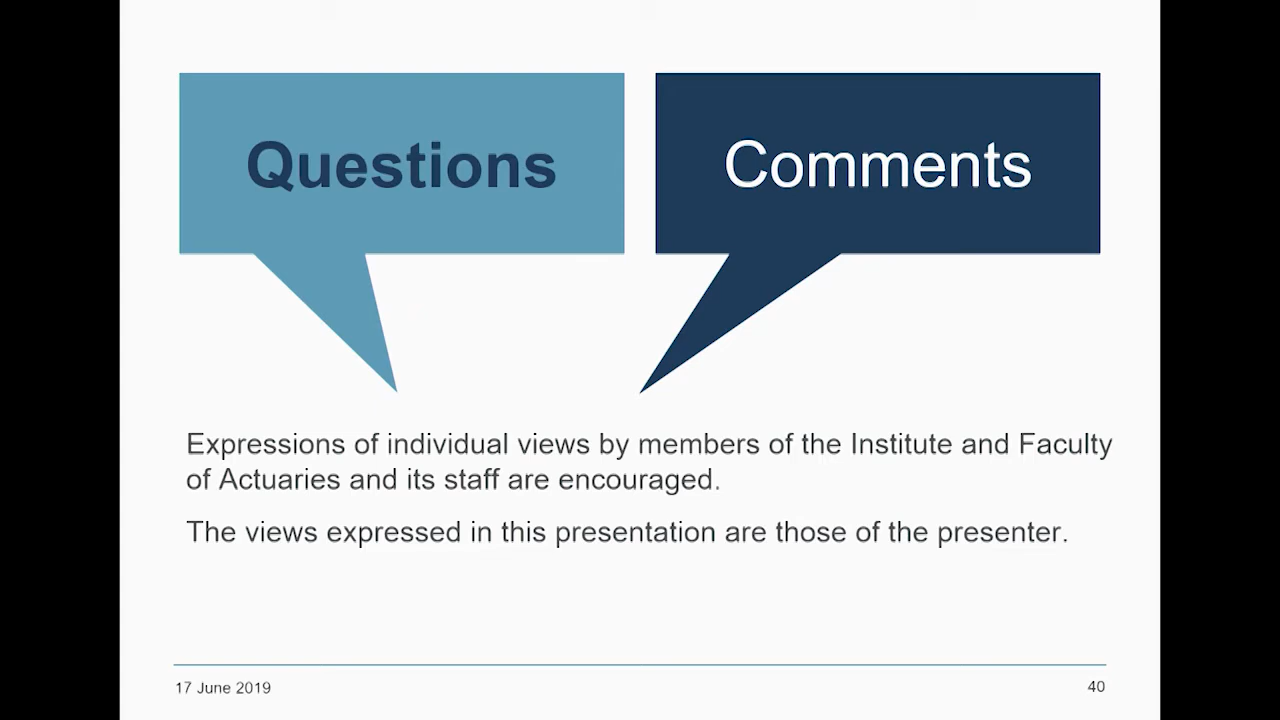 Questions
Comments
Expressions of individual views by members of the Institute and Faculty
of Actuaries and its staff are encouraged.
The views expressed in this presentation are those of the presenter.
17 June 2019
40